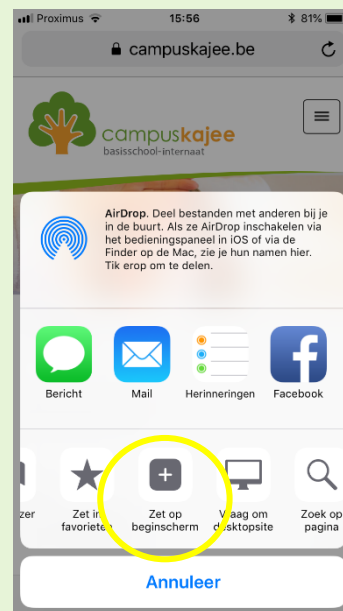 Proximus 15:56 81%
campuskajee.be
campuskajee
basisschool-internaat
AirDrop. Deel bestanden met anderen bij je
in de buurt. Als ze AirDrop inschakelen via
het bedieningspaneel in iOS of via de
Finder op de Mac, zie je hun namen hier.
Tik erop om te delen.
Bericht Mail Herinneringen Facebook
zer Zet in favorieten Zet op beginscherm Vraag om desktopsite Zoek op pagina
Annuleer